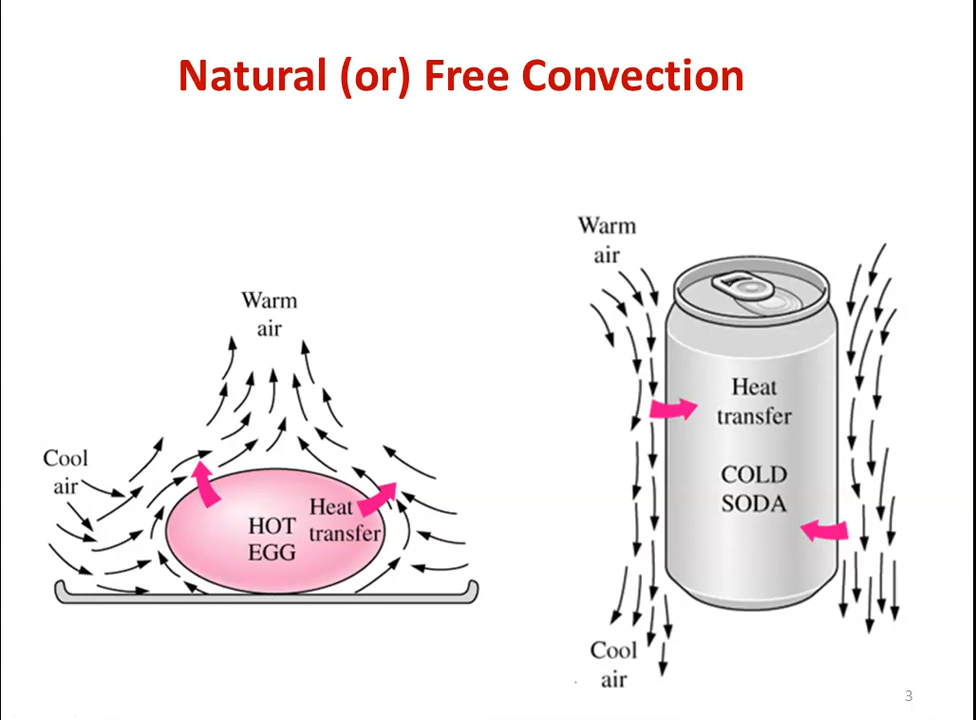 Natural (or) Free Convection
Warm
air
Cool
air
Heat
transfer
HOT
EGG
Warm
air
Heat
transfer
COLD
SODA
Cool
air
3